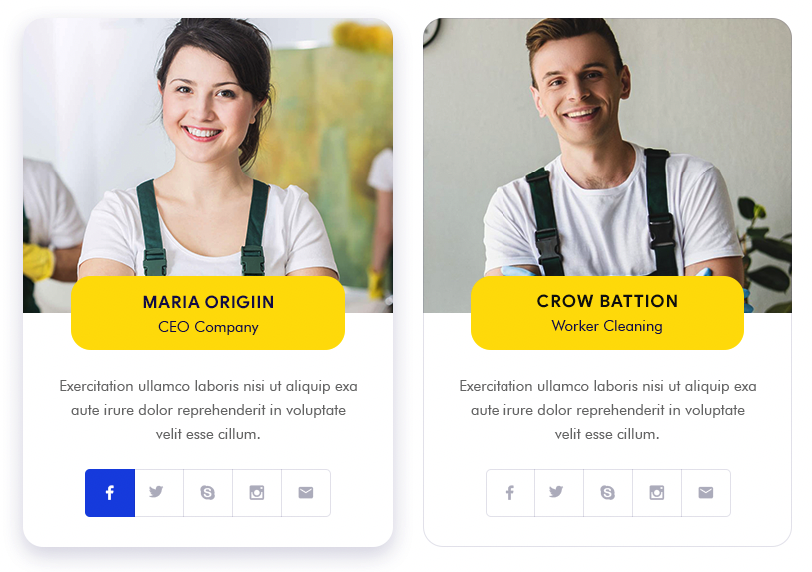 MARIA ORIGIIN
CEO Company
Exercitation ullamco laboris nisi ut aliquip exa
aute irure dolor reprehenderit in voluptate
velit esse cillum.
CROW BATTION
Worker Cleaning
Exercitation ullamco laboris nisi ut aliquip exa
aute irure dolor reprehenderit in voluptate
velit esse cillum.